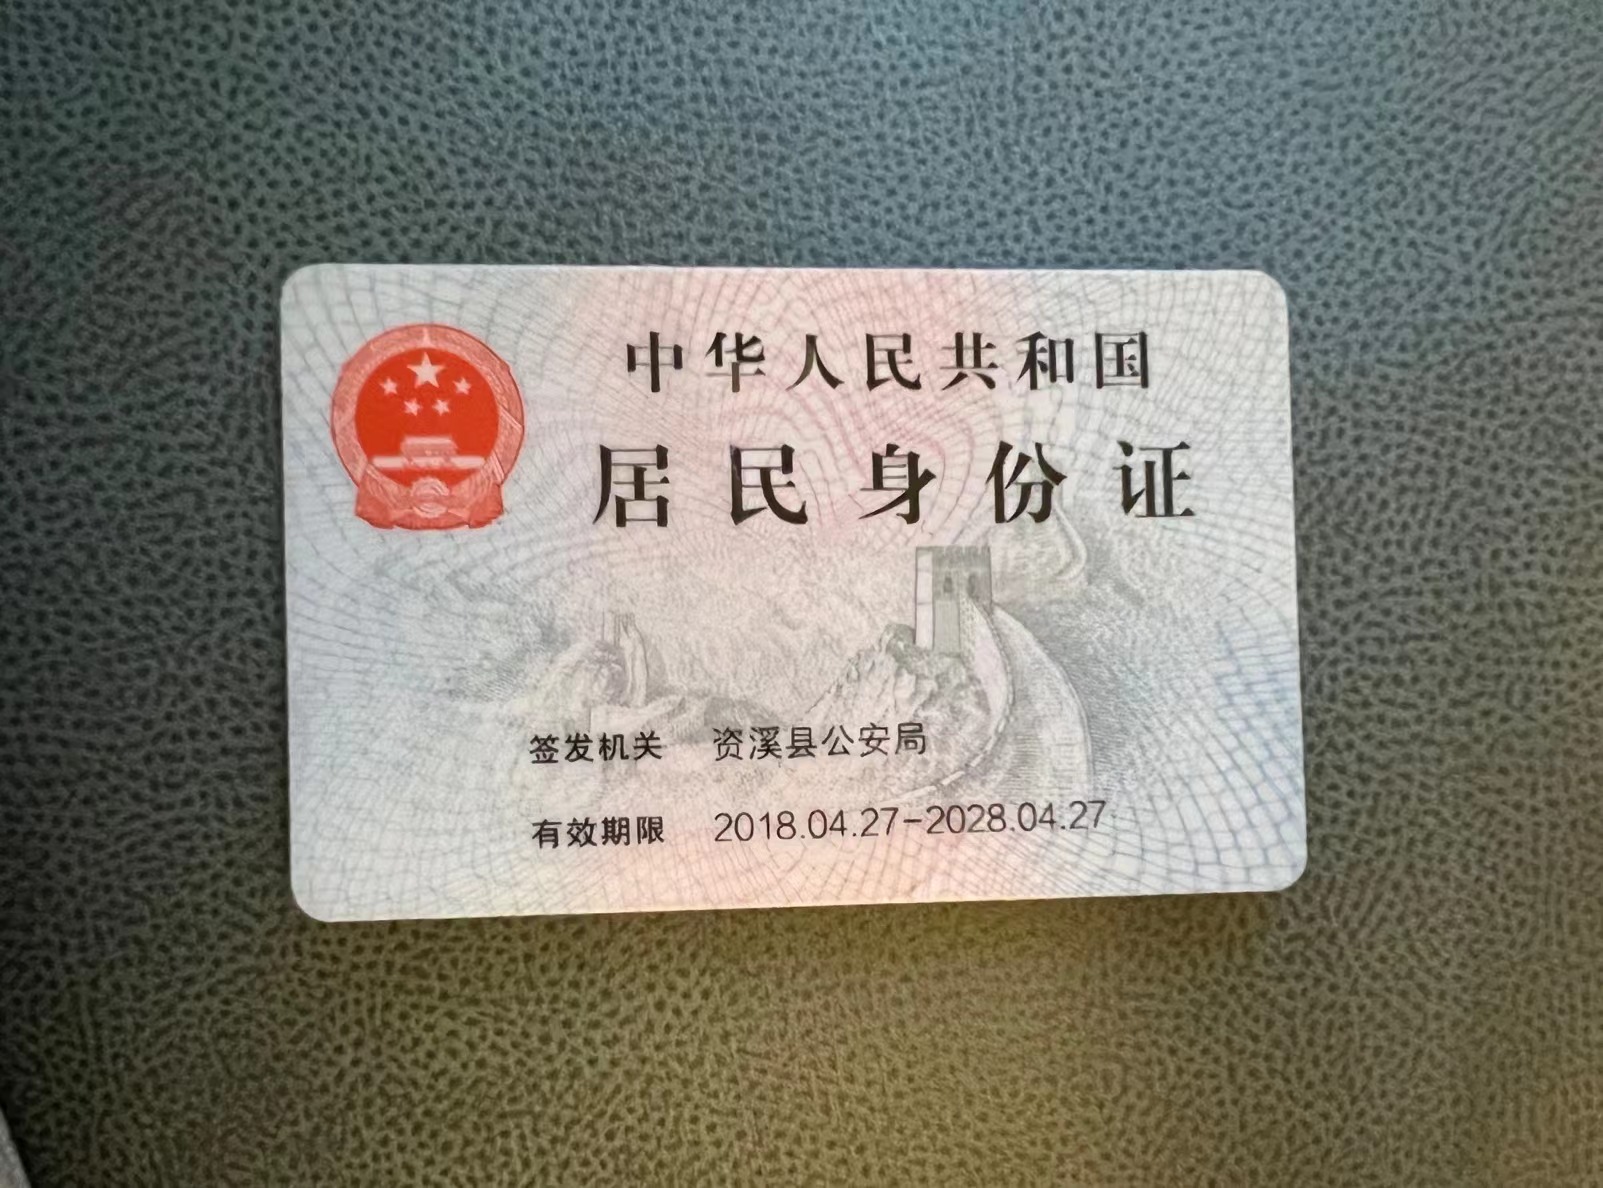 中华人民共和国
居民身份证
签发机关 资溪县公安局
有效期限 2018.04.27-2028.04.27